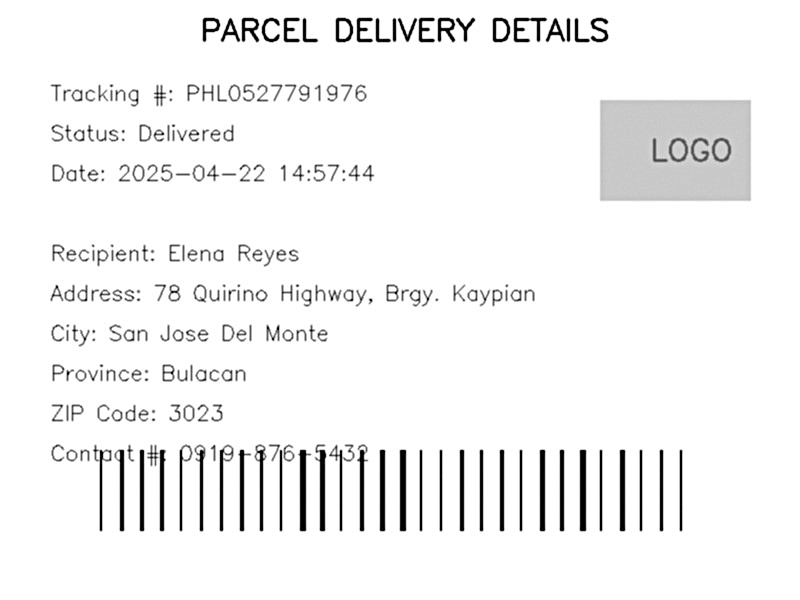 PARCEL DELIVERY DETAILS
Tracking #: PHL0527791976
Status: Delivered
Date: 2025-04-22 14:57:44
LOGO
Recipient: Elena Reyes
Address: 78 Quirino Highway, Brgy. Kaypian
City: San Jose Del Monte
Province: Bulacan
ZIP Code: 3023
Contact #: 0919-876-5432